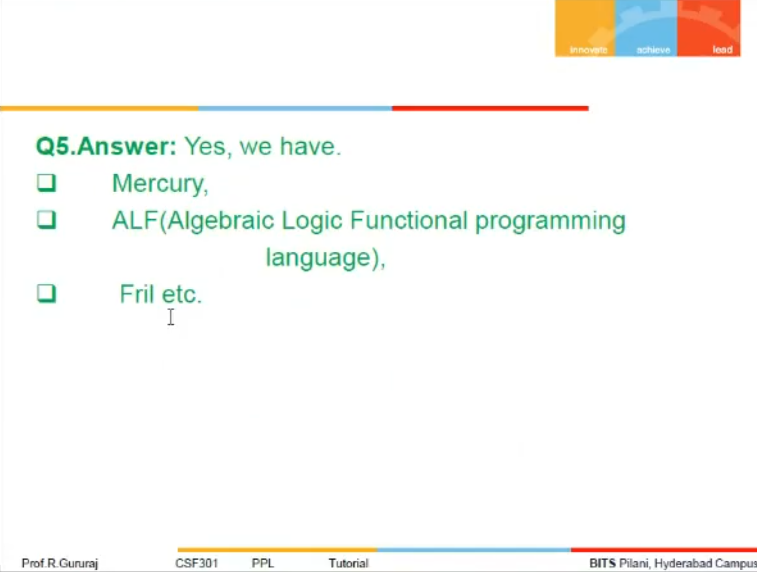 innovate achieve lead
Q5.Answer: Yes, we have.
❑ Mercury,
❑ ALF(Algebraic Logic Functional programming
language),
❑ Fril etc.
Prof.R.Gururaj CSF301 PPL Tutorial BITS Pilani, Hyderabad Campus